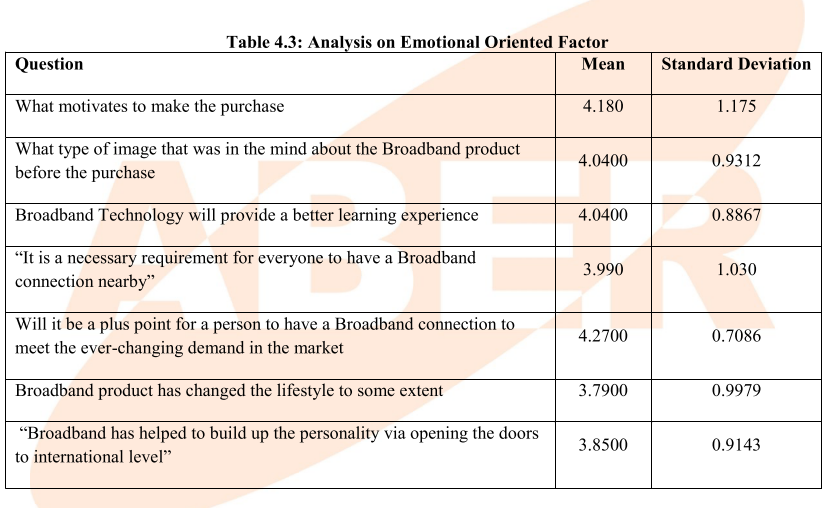 Table 4.3: Analysis on Emotional Oriented Factor
Question Mean Standard Deviation
What motivates to make the purchase 4.180 1.175
What type of image that was in the mind about the Broadband product
before the purchase 4.0400 0.9312
Broadband Technology will provide a better learning experience 4.0400 0.8867
“It is a necessary requirement for everyone to have a Broadband
connection nearby” 3.990 1.030
Will it be a plus point for a person to have a Broadband connection to
meet the ever-changing demand in the market 4.2700 0.7086
Broadband product has changed the lifestyle to some extent 3.7900 0.9979
“Broadband has helped to build up the personality via opening the doors
to international level” 3.8500 0.9143
ABER